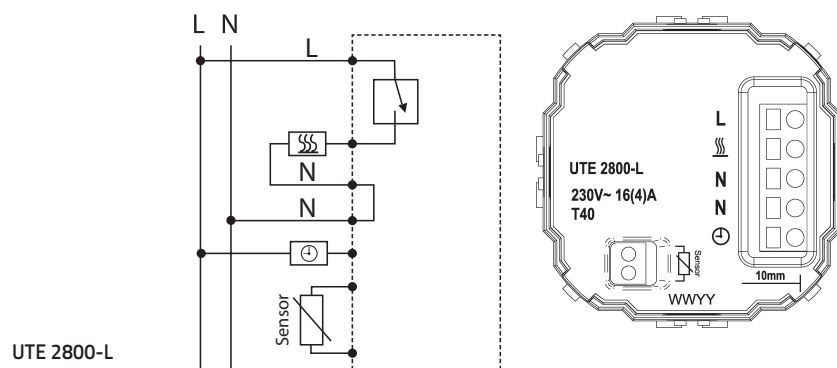 L N
L
N
N
Sensor
UTE 2800-L
L
N
N
UTE 2800-L
230V~ 16(4)A
T40
Sensor
10mm
WWYY